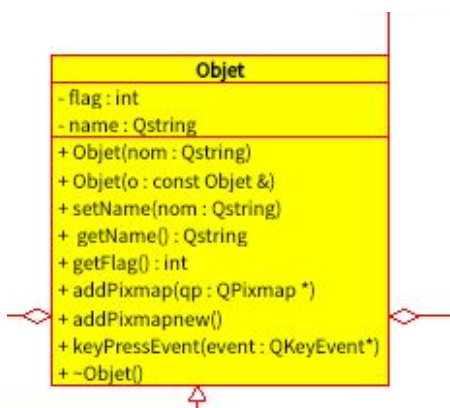 Objet
- flag : int
- name : Qstring
+ Objet(nom : Qstring)
+ Objet(o : const Objet &)
+ setName(nom : Qstring)
+ getName() : Qstring
+ getFlag() : int
+ addPixmap(qp : QPixmap *)
+ addPixmapnew()
+ keyPressEvent(event : QKeyEvent*)
+ ~Objet()